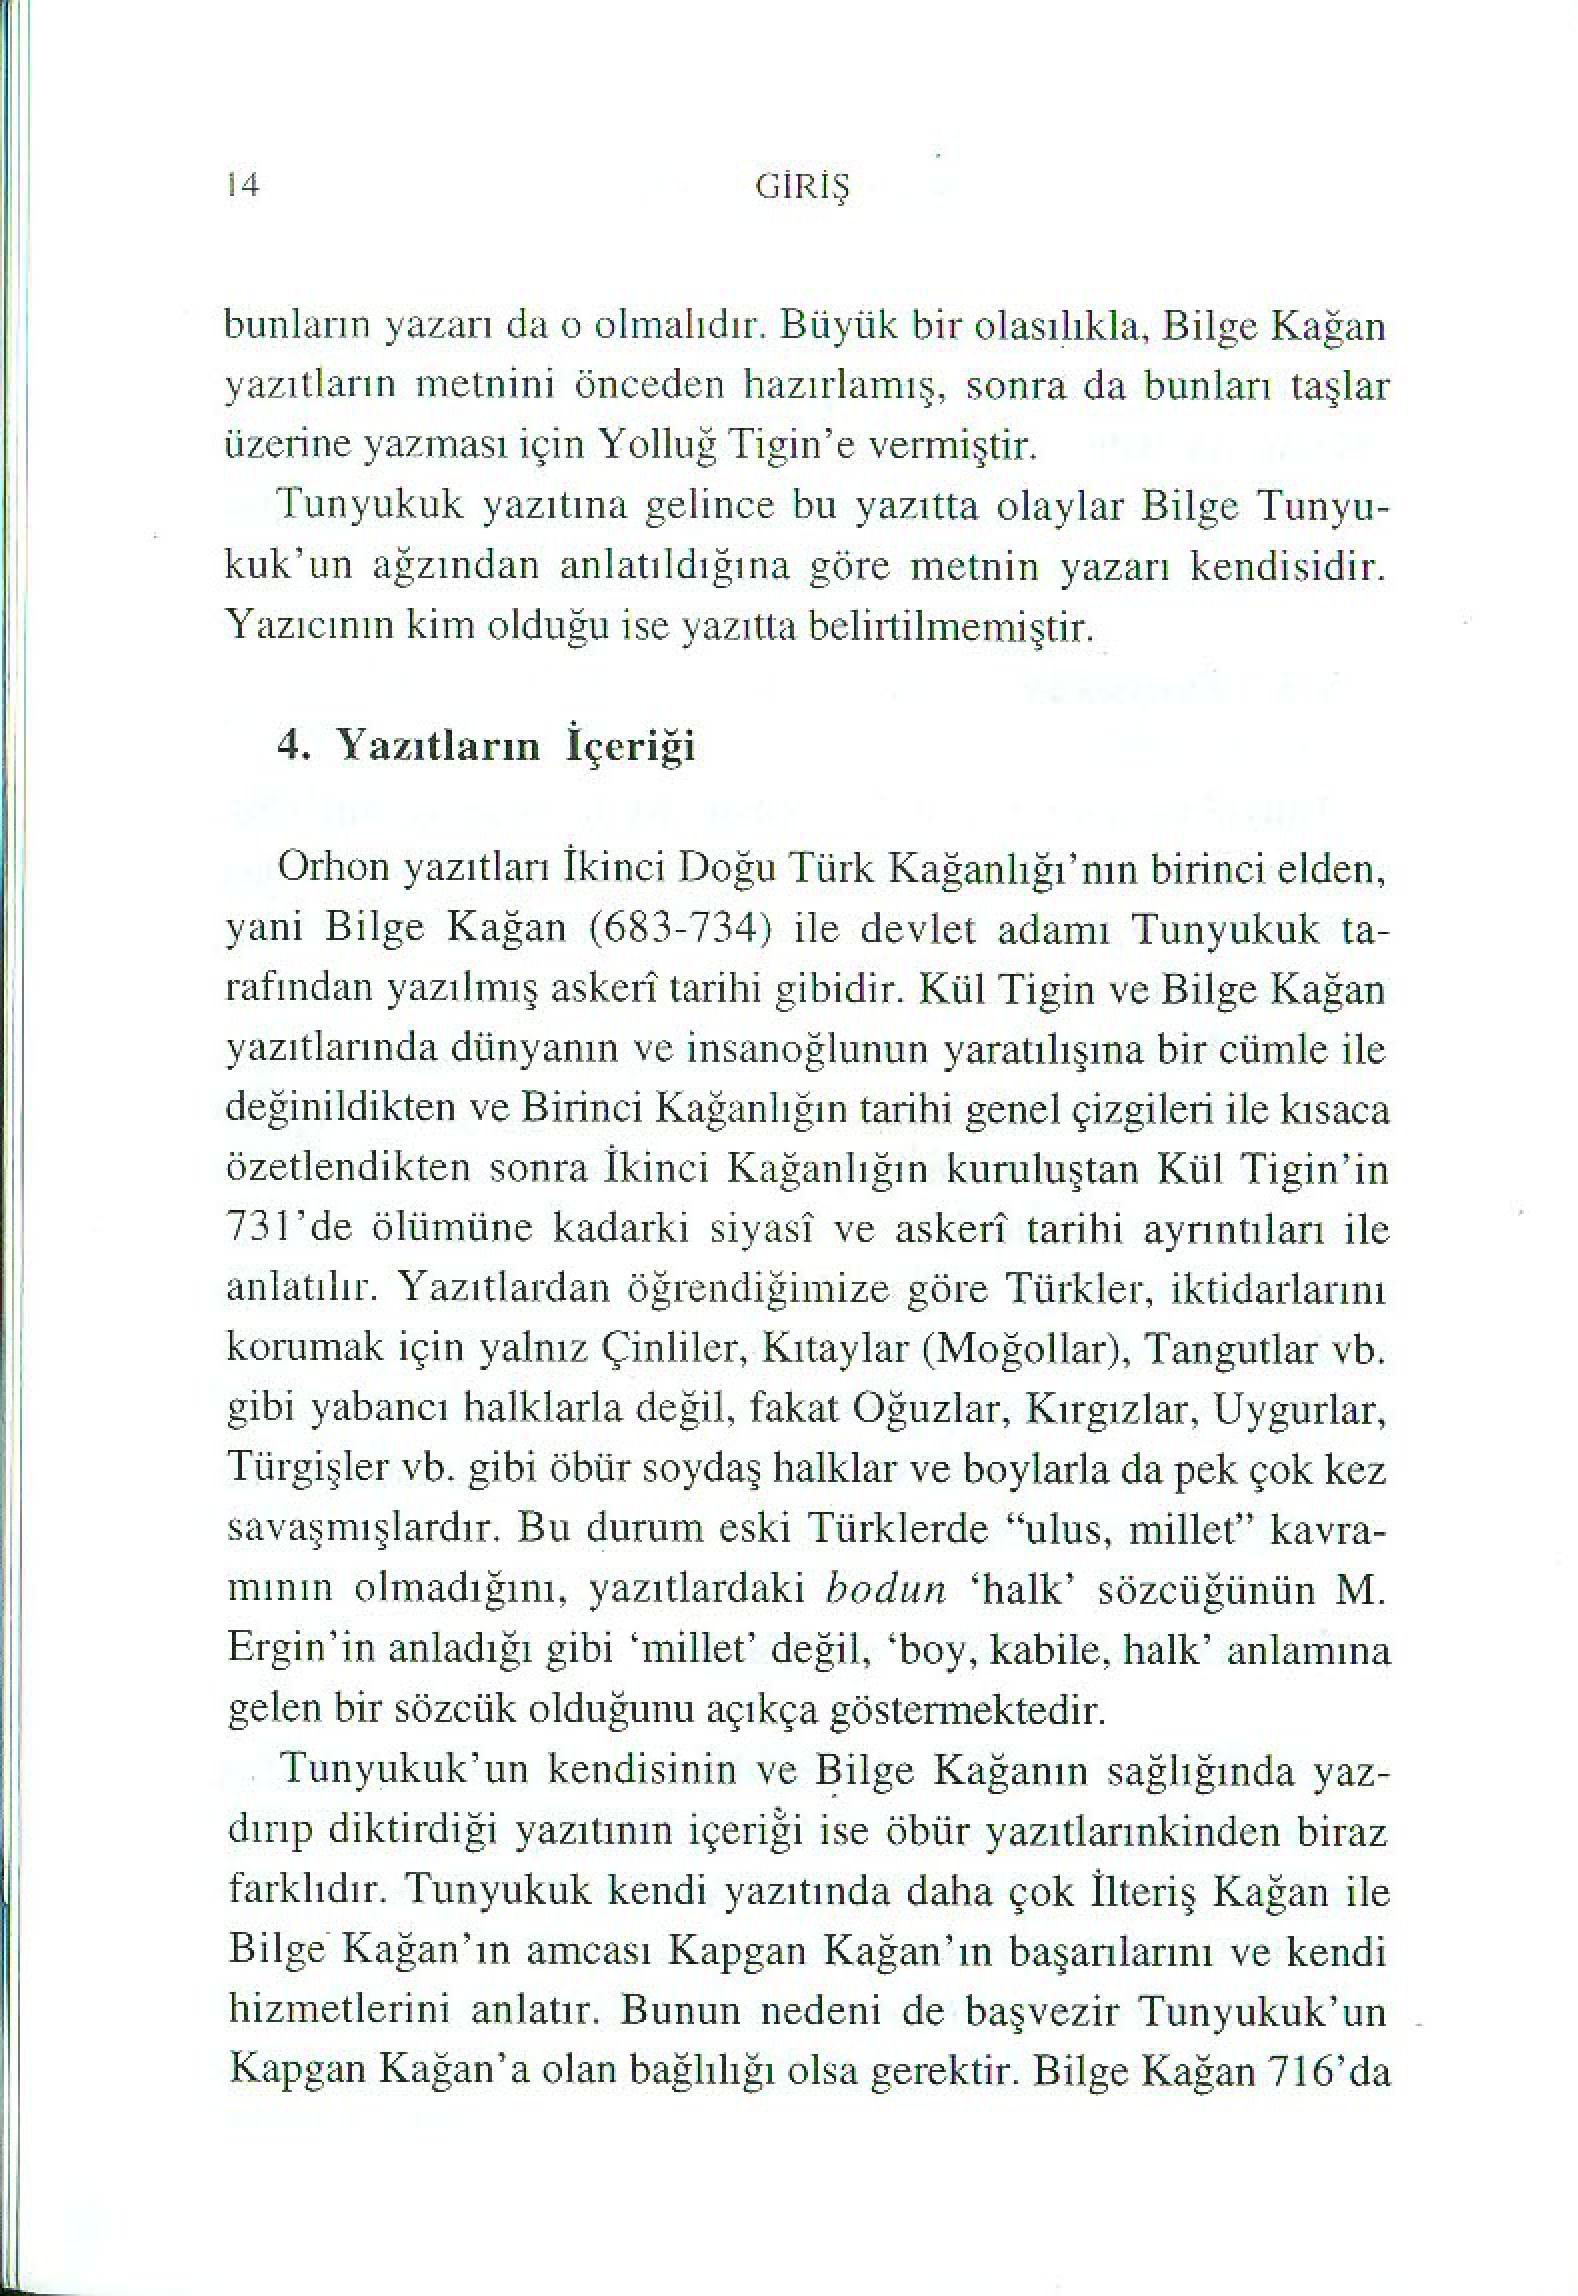 14
GİRİŞ
bunların yazarı da o olmalıdır. Büyük bir olasılıkla, Bilge Kağan
yazıtların metnini önceden hazırlamış, sonra da bunları taşlar
üzerine yazması için Yolluğ Tigin’e vermiştir.
Tunyukuk yazıtına gelince bu yazıtta olaylar Bilge Tunyu-
kuk’un ağzından anlatıldığına göre metnin yazarı kendisidir.
Yazıcının kim olduğu ise yazıtta belirtilmemiştir.
4. Yazıtların İçeriği
Orhon yazıtları İkinci Doğu Türk Kağanlığı’nın birinci elden,
yani Bilge Kağan (683-734) ile devlet adamı Tunyukuk ta-
rafından yazılmış askerî tarihi gibidir. Kül Tigin ve Bilge Kağan
yazıtlarında dünyanın ve insanoğlunun yaratılışına bir cümle ile
değinildikten ve Birinci Kağanlığın tarihi genel çizgileri ile kısaca
özetlendikten sonra İkinci Kağanlığın kuruluştan Kül Tigin’in
731’de ölümüne kadarki siyasî ve askerî tarihi ayrıntıları ile
anlatılır. Yazıtlardan öğrendiğimize göre Türkler, iktidarlarını
korumak için yalnız Çinliler, Kıtaylar (Moğollar), Tangutlar vb.
gibi yabancı halklarla değil, fakat Oğuzlar, Kırgızlar, Uygurlar,
Türgişler vb. gibi öbür soydaş halklar ve boylarla da pek çok kez
savaşmışlardır. Bu durum eski Türklerde “ulus, millet” kavra-
mının olmadığını, yazıtlardaki bodun ‘halk’ sözcüğünün M.
Ergin’in anladığı gibi ‘millet’ değil, ‘boy, kabile, halk’ anlamına
gelen bir sözcük olduğunu açıkça göstermektedir.
Tunyukuk’un kendisinin ve Bilge Kağanın sağlığında yaz-
dırıp diktirdiği yazıtının içeriği ise öbür yazıtlarınkinden biraz
farklıdır. Tunyukuk kendi yazıtında daha çok İlteriş Kağan ile
Bilge Kağan’ın amcası Kapgan Kağan’ın başarılarını ve kendi
hizmetlerini anlatır. Bunun nedeni de başvezir Tunyukuk’un
Kapgan Kağan’a olan bağlılığı olsa gerektir. Bilge Kağan 716’da